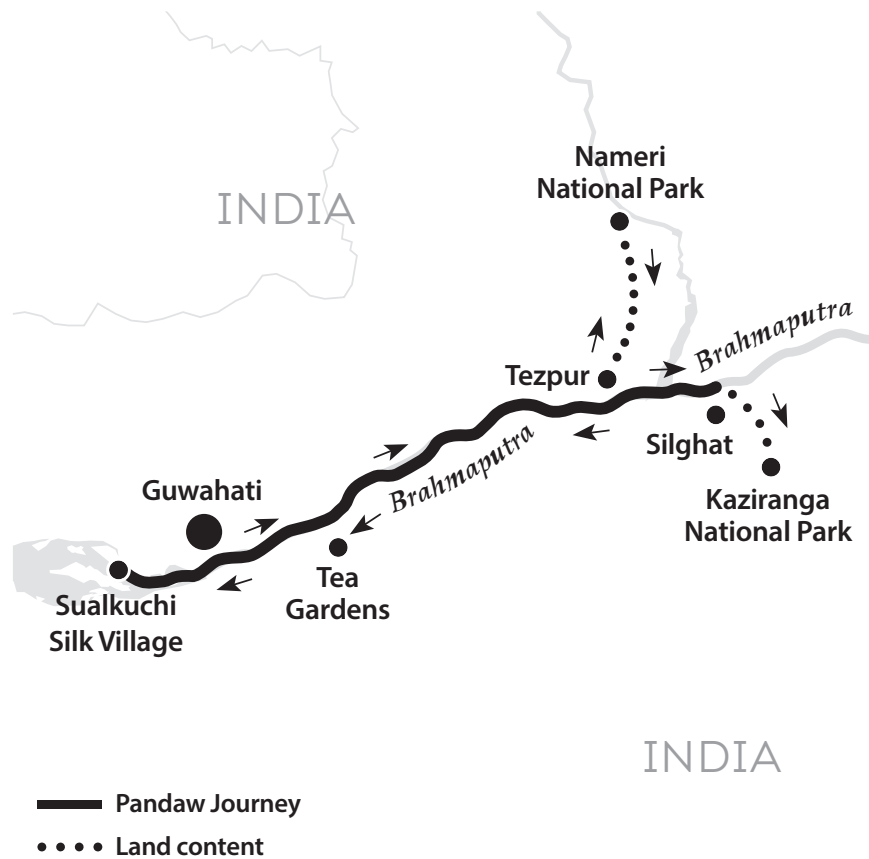 Nameri
National Park
INDIA
Brahmaputra
Tezpur
Silghat
Brahmaputra
Guwahati
Kaziranga
National Park
Tea
Gardens
Sualkuchi
Silk Village
INDIA
Pandaw Journey
Land content